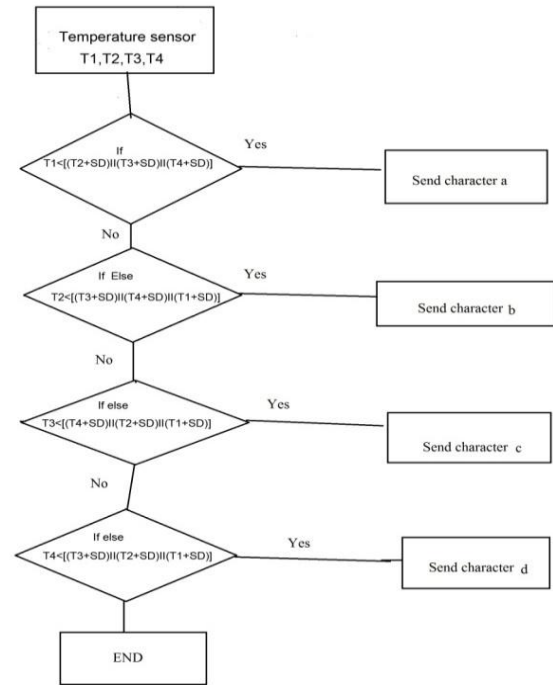 Temperature sensor
T1,T2,T3,T4
If
T1<[(T2+SD)II(T3+SD)II(T4+SD)]
Yes
Send character a
No
If Else
T2<[(T3+SD)II(T4+SD)II(T1+SD)]
Yes
Send character b
No
If else
T3<[(T4+SD)II(T2+SD)II(T1+SD)]
Yes
Send character c
No
If else
T4<[(T3+SD)II(T2+SD)II(T1+SD)]
Yes
Send character d
END